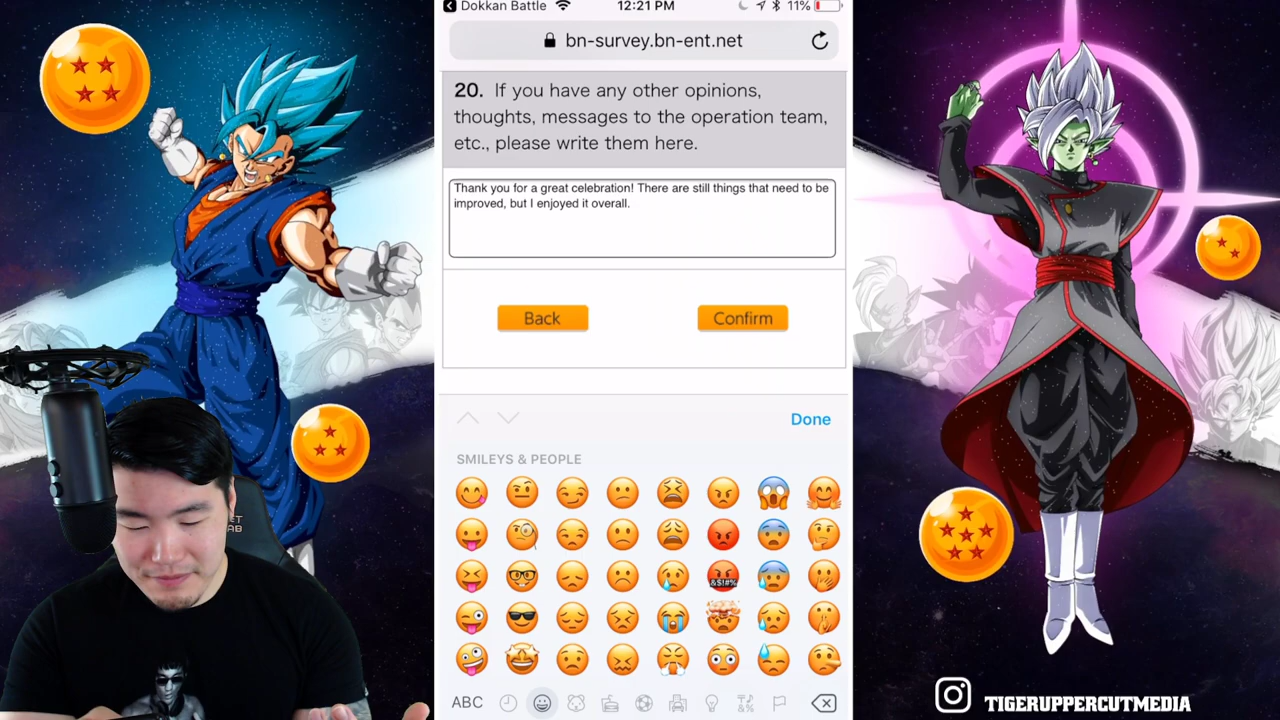 Dokkan Battle
12:21 PM
11%
bn-survey.bn-ent.net
20. If you have any other opinions,
thoughts, messages to the operation team,
etc., please write them here.
Thank you for a great celebration! There are still things that need to be
improved, but I enjoyed it overall.
Back
Confirm
Done
SMILEYS & PEOPLE
&$!#%
ABC
TIGERUPPERCUTMEDIA